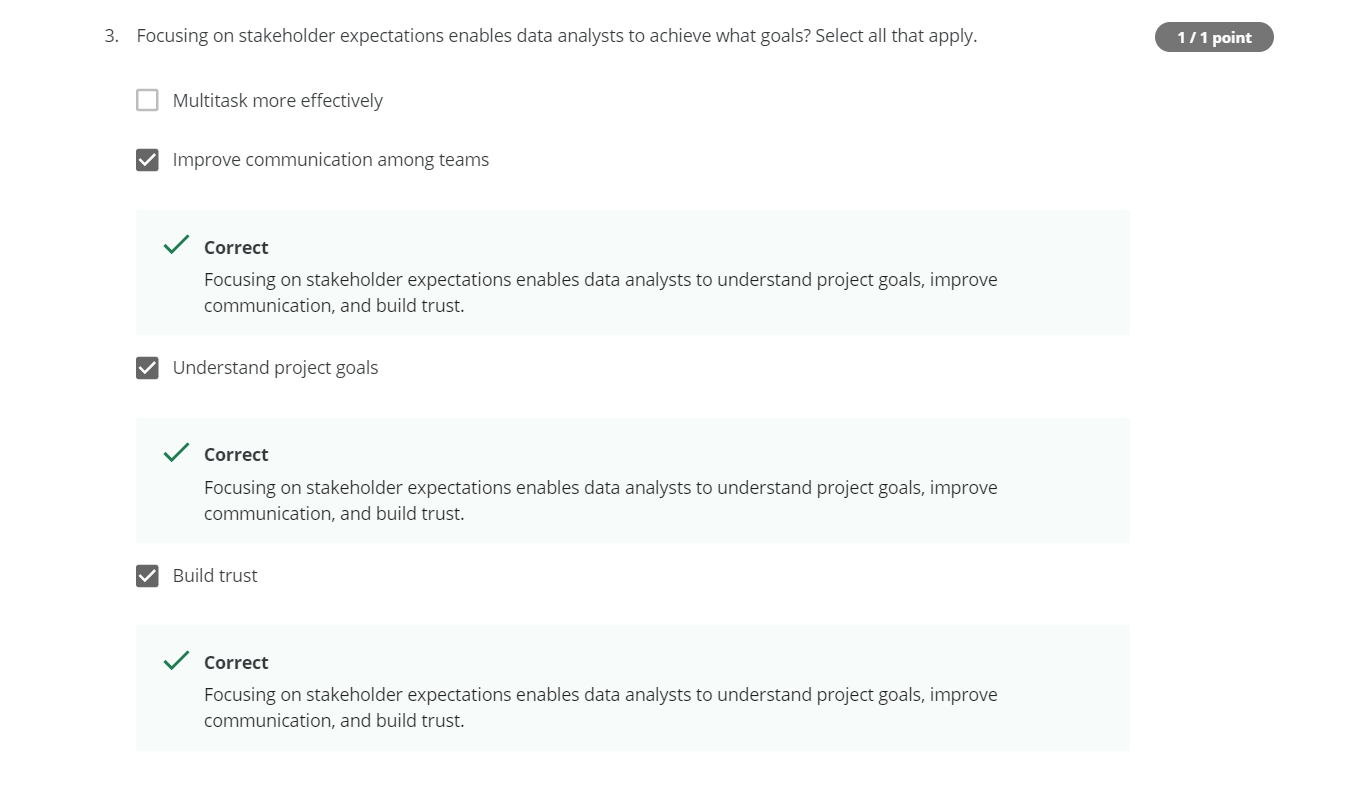 3. Focusing on stakeholder expectations enables data analysts to achieve what goals? Select all that apply.
1 / 1 point
Multitask more effectively
Improve communication among teams
Correct
Focusing on stakeholder expectations enables data analysts to understand project goals, improve
communication, and build trust.
Understand project goals
Correct
Focusing on stakeholder expectations enables data analysts to understand project goals, improve
communication, and build trust.
Build trust
Correct
Focusing on stakeholder expectations enables data analysts to understand project goals, improve
communication, and build trust.